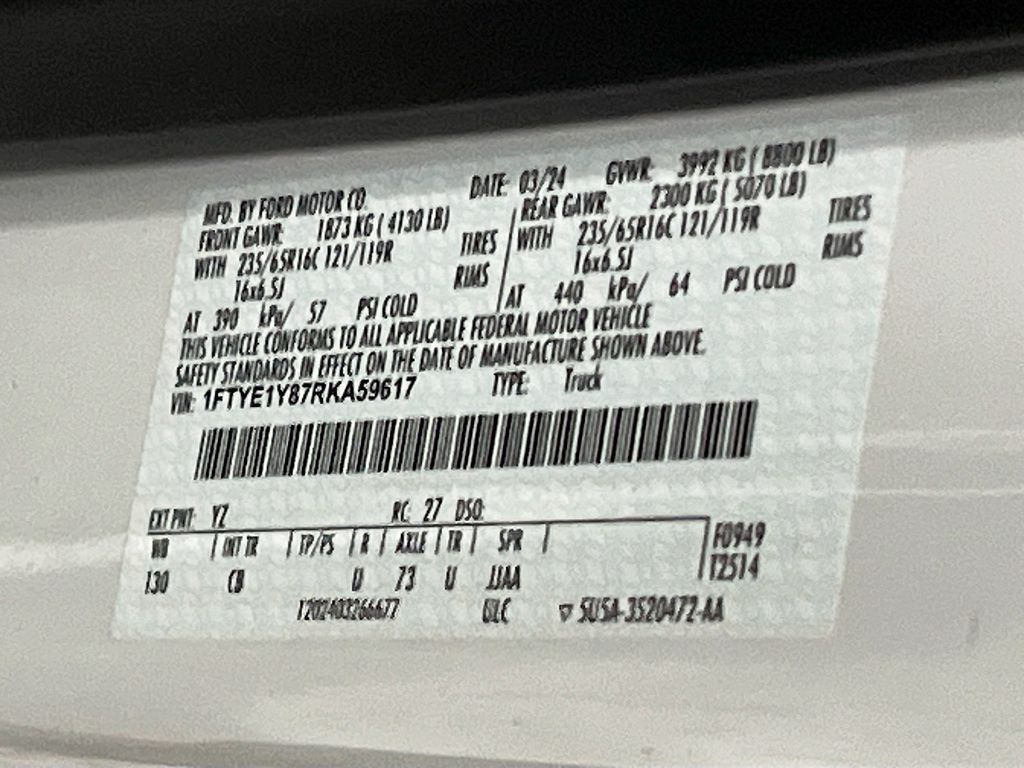 MFD. BY FORD MOTOR CO. DATE: 03/24 GVWR: 3992 KG ( 8800 LB)
FRONT GAWR: 1873 KG ( 4130 LB) REAR GAWR: 2300 KG ( 5070 LB)
WITH 235/65R16C 121/119R TIRES WITH 235/65R16C 121/119R TIRES
16x6.5J RIMS 16x6.5J RIMS
AT 390 kPa/ 57 PSI COLD AT 440 kPa/ 64 PSI COLD
THIS VEHICLE CONFORMS TO ALL APPLICABLE FEDERAL MOTOR VEHICLE
SAFETY STANDARDS IN EFFECT ON THE DATE OF MANUFACTURE SHOWN ABOVE.
VIN: 1FTYE1Y87RKA59617 TYPE: Truck
EXT PNT: YZ RC: 27 DSO:
WB INT TR TP/PS R AXLE TR SPR F0949
130 CB U 73 U JJAA T2514
1202403266677 ULC ▽ 5U5A-3520472-AA